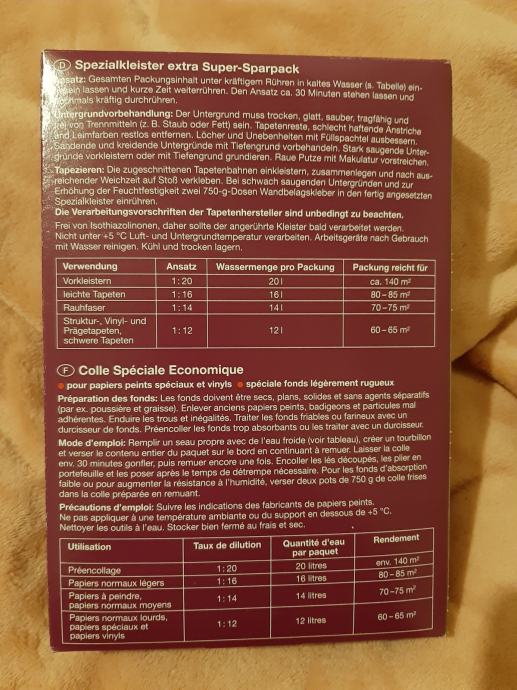 D Spezialkleister extra Super-Sparpack
Ansatz: Gesamten Packungsinhalt unter kräftigem Rühren in kaltes Wasser (s. Tabelle) ein-
lassen und kurze Zeit weiterrühren. Den Ansatz ca. 30 Minuten stehen lassen und
nochmals kräftig durchrühren.
Untergrundvorbehandlung: Der Untergrund muss trocken, glatt, sauber, tragfähig und
frei von Trennmitteln (z. B. Staub oder Fett) sein. Tapetenreste, schlecht haftende Anstriche
und Leimfarben restlos entfernen. Löcher und Unebenheiten mit Füllspachtel ausbessern.
Sandende und kreidende Untergründe mit Tiefengrund vorbehandeln. Stark saugende Unter-
gründe vorkleistern oder mit Tiefengrund grundieren. Raue Putze mit Makulatur vorstreichen.
Tapezieren: Die zugeschnittenen Tapetenbahnen einkleistern, zusammenlegen und nach aus-
reichender Weichzeit auf Stoß verkleben. Bei schwach saugenden Untergründen und zur
Erhöhung der Feuchtfestigkeit zwei 750-g-Dosen Wandbelagskleber in den fertig angesetzten
Spezialkleister einrühren.
Die Verarbeitungsvorschriften der Tapetenhersteller sind unbedingt zu beachten.
Frei von Isothiazolinonen, daher sollte der angerührte Kleister bald verarbeitet werden.
Nicht unter +5 °C Luft- und Untergrundtemperatur verarbeiten. Arbeitsgeräte nach Gebrauch
mit Wasser reinigen. Kühl und trocken lagern.
Verwendung Ansatz Wassermenge pro Packung Packung reicht für
Vorkleistern 1:20 20 l ca. 140 m²
leichte Tapeten 1:16 16 l 80–85 m²
Rauhfaser 1:14 14 l 70–75 m²
Struktur-, Vinyl- und
Prägetapeten,
schwere Tapeten 1:12 12 l 60–65 m²
F Colle Spéciale Economique
• pour papiers peints spéciaux et vinyls • spéciale fonds légèrement rugueux
Préparation des fonds: Les fonds doivent être secs, plans, solides et sans agents séparatifs
(par ex. poussière et graisse). Enlever anciens papiers peints, badigeons et particules mal
adhérentes. Enduire les trous et inégalités. Traiter les fonds friables ou farineux avec un
durcisseur de fonds. Préencoller les fonds trop absorbants ou les traiter avec un durcisseur.
Mode d'emploi: Remplir un seau propre avec de l'eau froide (voir tableau), créer un tourbillon
et verser le contenu entier du paquet sur le bord en continuant à remuer. Laisser la colle
env. 30 minutes gonfler, puis remuer encore une fois. Encoller les lés découpés, les plier en
portefeuille et les poser après le temps de détrempe nécessaire. Pour les fonds d'absorption
faible ou pour augmenter la résistance à l'humidité, verser deux pots de 750 g de colle frises
dans la colle préparée en remuant.
Précautions d'emploi: Suivre les indications des fabricants de papiers peints.
Ne pas appliquer à une température ambiante ou du support en dessous de +5 °C.
Nettoyer les outils à l'eau. Stocker bien fermé au frais et sec.
Utilisation Taux de dilution Quantité d'eau
par paquet Rendement
Préencollage 1:20 20 litres env. 140 m²
Papiers normaux légers 1:16 16 litres 80–85 m²
Papiers à peindre,
papiers normaux moyens 1:14 14 litres 70–75 m²
Papiers normaux lourds,
papiers spéciaux et
papiers vinyls 1:12 12 litres 60–65 m²